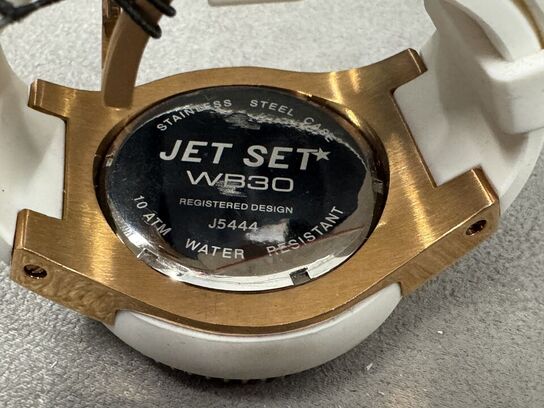 STAINLESS STEEL CASE
JET SET★
WB30
REGISTERED DESIGN
J5444
10 ATM WATER RESISTANT